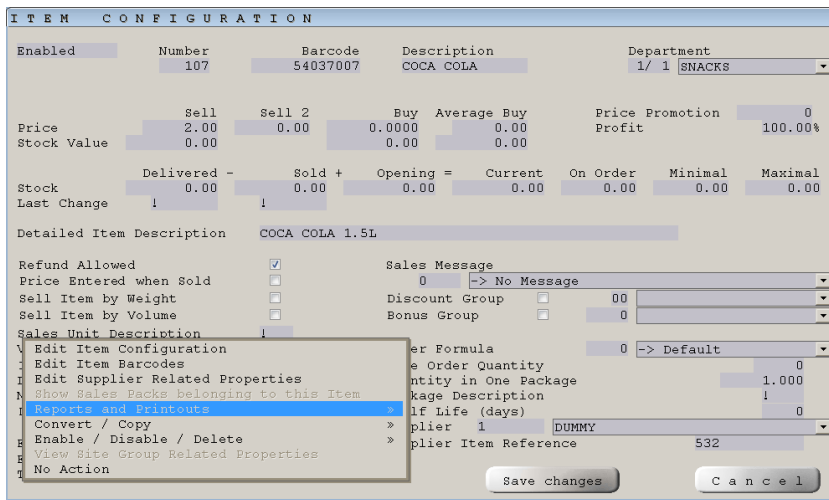 ITEM CONFIGURATION
Enabled Number Barcode Description Department
107 54037007 COCA COLA 1/ 1 SNACKS
Sell Sell 2 Buy Average Buy Price Promotion 0
Price 2.00 0.00 0.0000 0.00 Profit 100.00%
Stock Value 0.00 0.00 0.00
Delivered - Sold + Opening = Current On Order Minimal Maximal
Stock 0.00 0.00 0.00 0.00 0.00 0.00 0.00
Last Change ! !
Detailed Item Description COCA COLA 1.5L
Refund Allowed Sales Message
Price Entered when Sold 0 -> No Message
Sell Item by Weight Discount Group 00
Sell Item by Volume Bonus Group 0
Sales Unit Description !
Edit Item Configuration er Formula 0 -> Default
Edit Item Barcodes e Order Quantity 0
Edit Supplier Related Properties ntity in One Package 1.000
Show Sales Packs belonging to this Item kage Description !
Reports and Printouts » lf Life (days) 0
Convert / Copy » plier 1 DUMMY
Enable / Disable / Delete » plier Item Reference 532
View Site Group Related Properties
No Action
Save changes Cancel